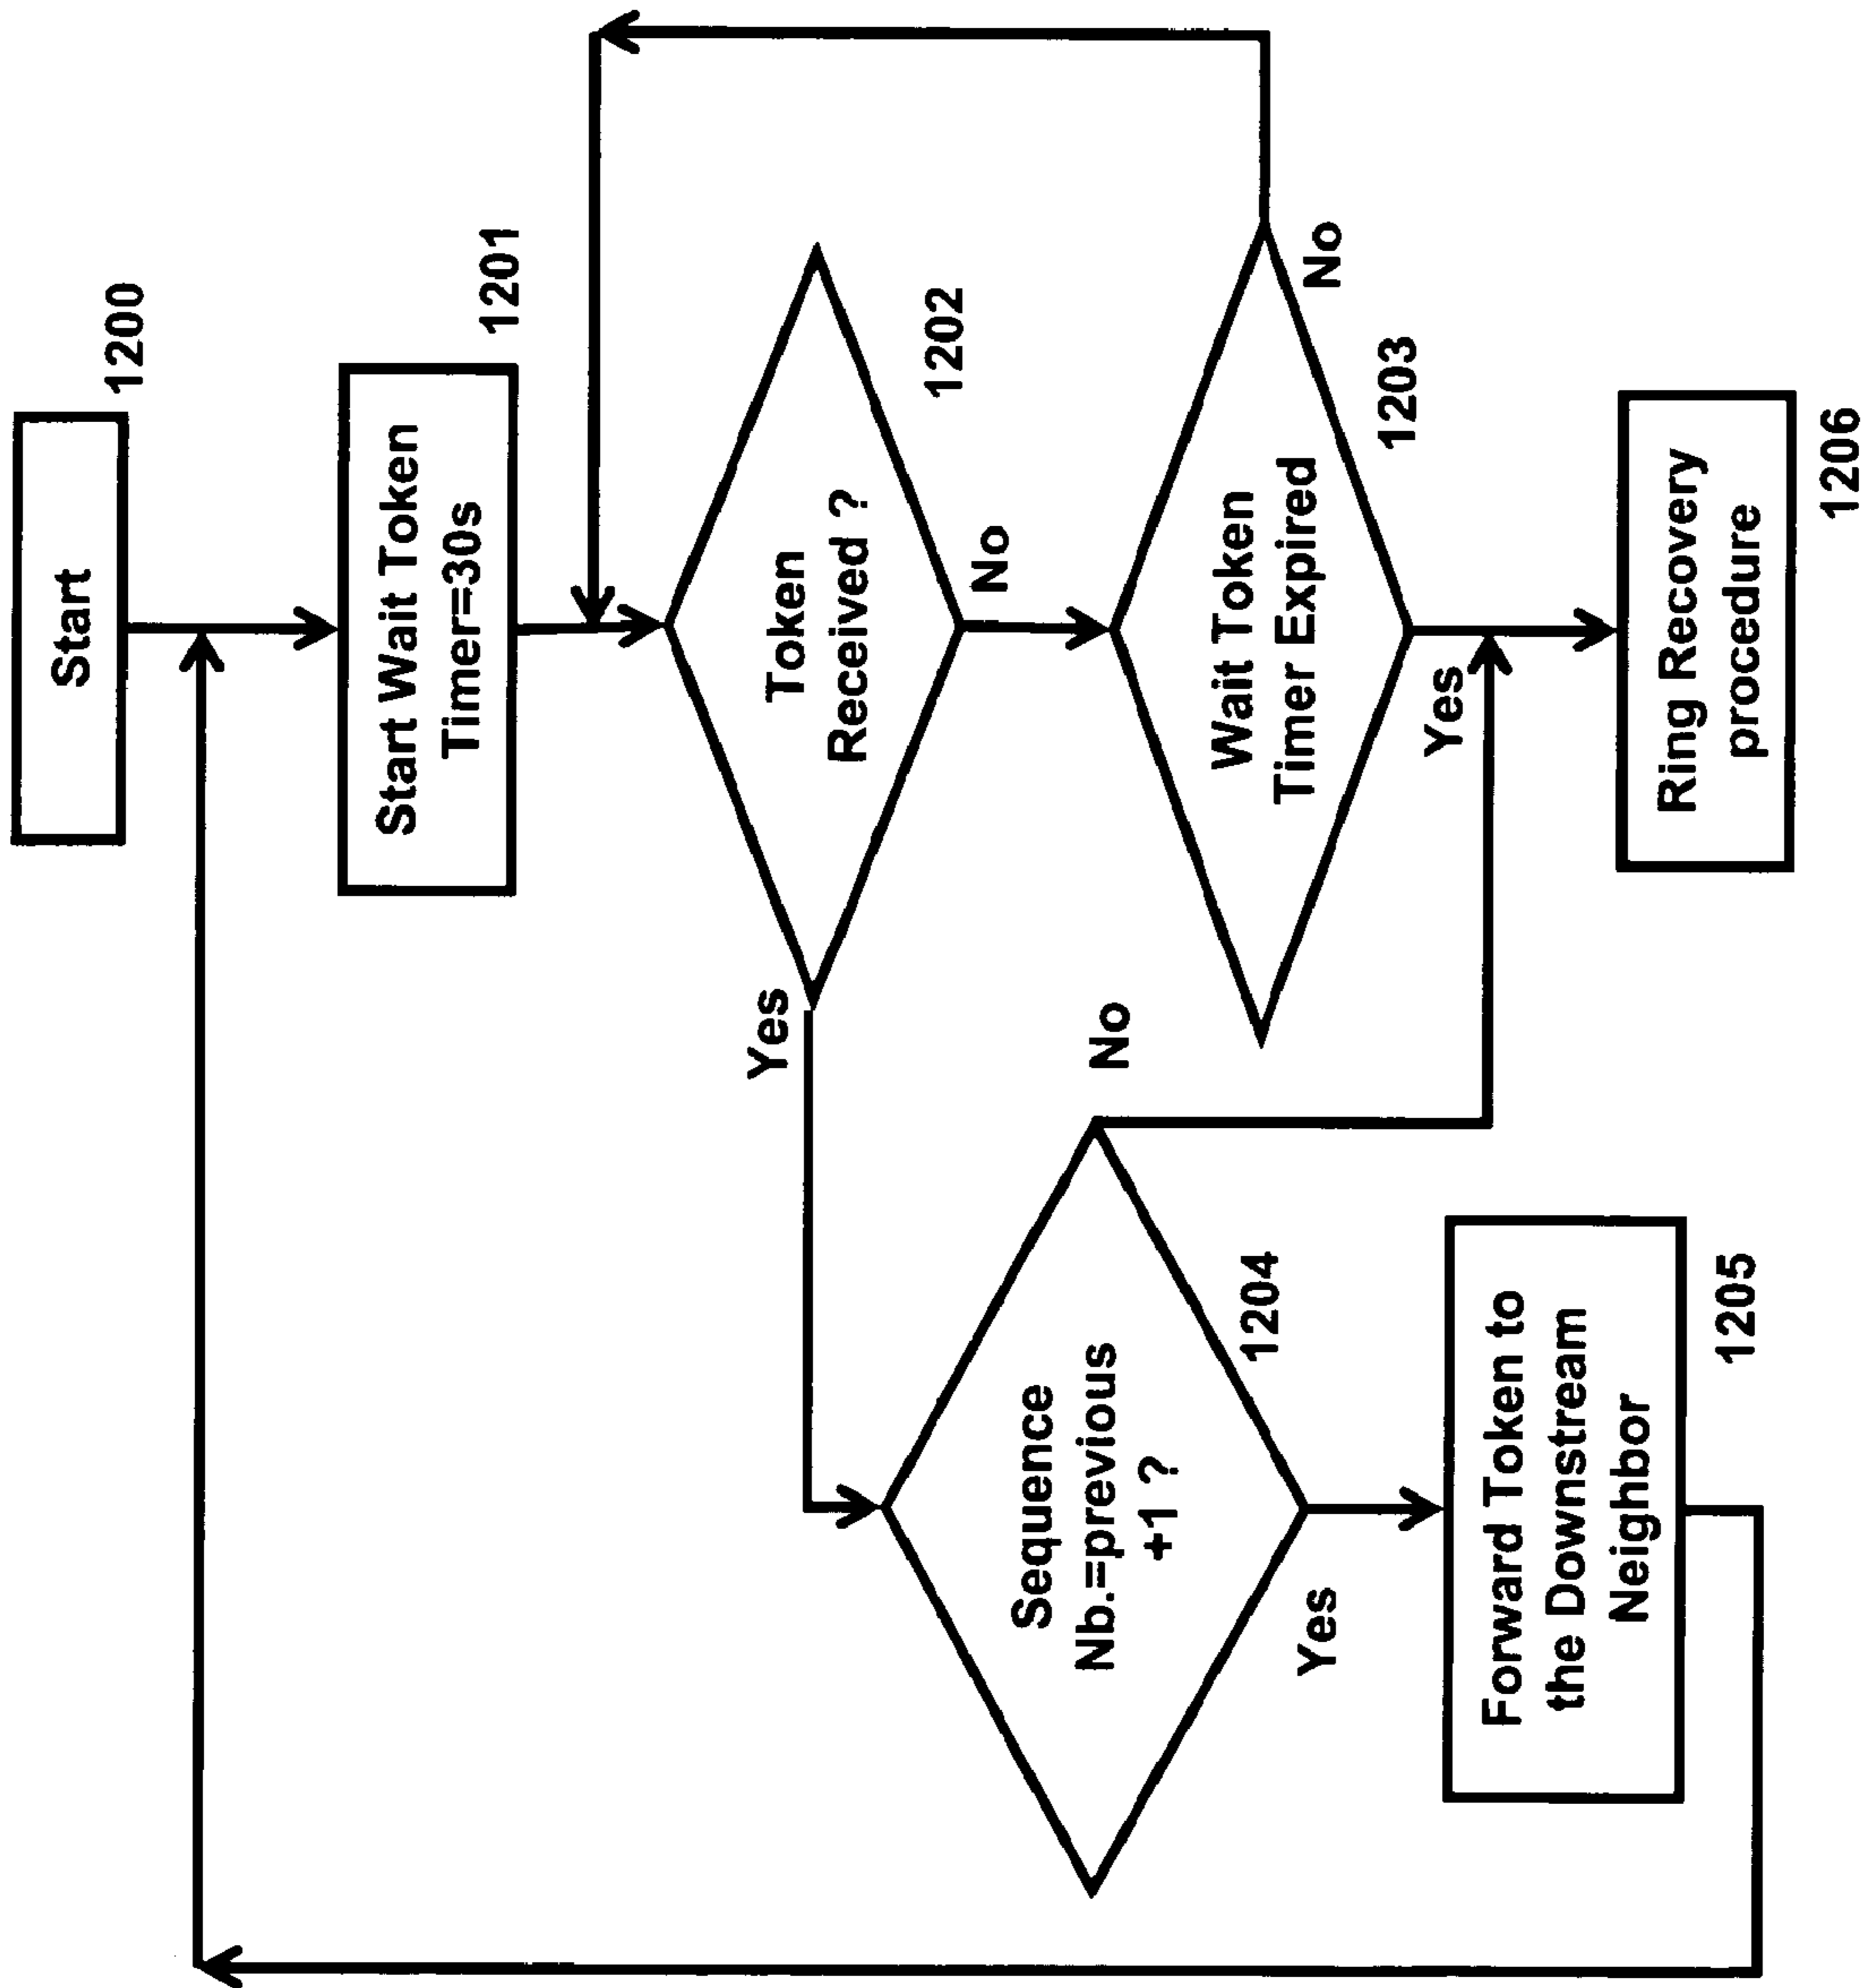 Start
1200
Start Wait Token
Timer=30s
1201
Token
Received ?
1202
Yes
No
Wait Token
Timer Expired
1203
No
Yes
Sequence
Nb.=previous
+1 ?
1204
No
Yes
Forward Token to
the Downstream
Neighbor
1205
Ring Recovery
procedure
1206